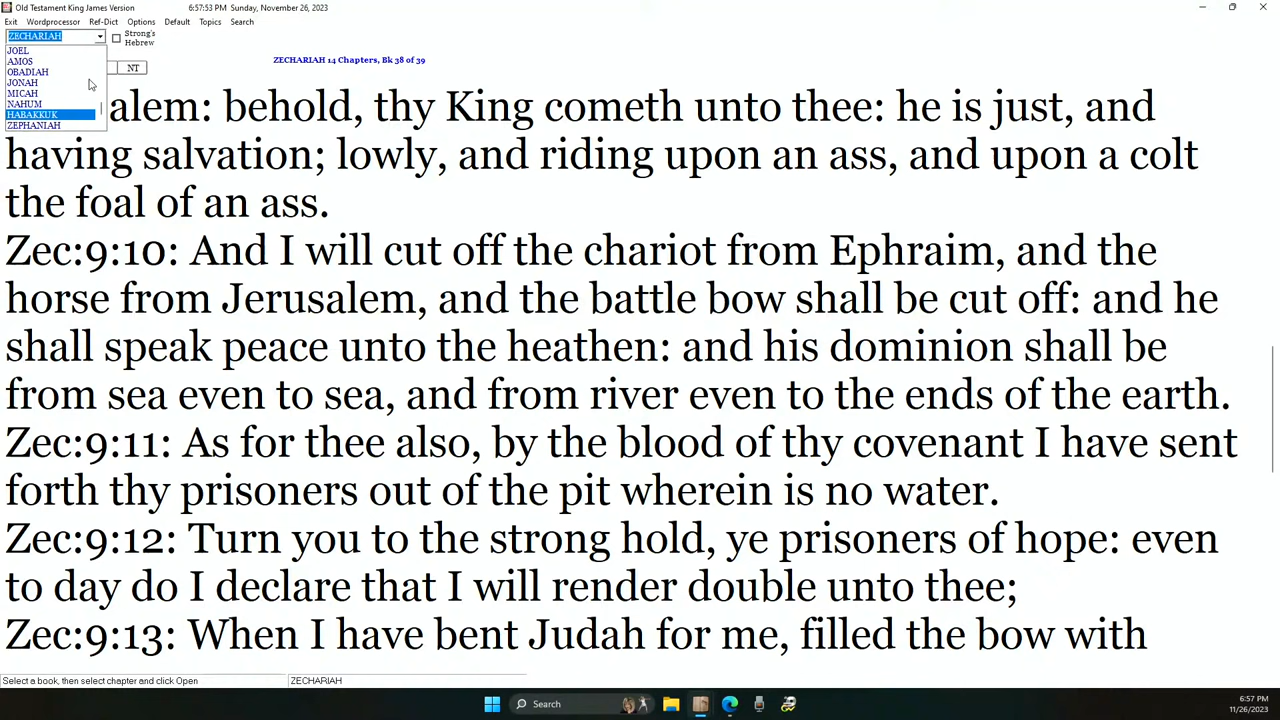 Old Testament King James Version 6:57:53 PM Sunday, November 26, 2023
Exit Wordprocessor Ref-Dict Options Default Topics Search
ZECHARIAH Strong's
Hebrew
JOEL
AMOS
OBADIAH
JONAH
MICAH
NAHUM
HABAKKUK
ZEPHANIAH
NT
ZECHARIAH 14 Chapters, Bk 38 of 39
alem: behold, thy King cometh unto thee: he is just, and
having salvation; lowly, and riding upon an ass, and upon a colt
the foal of an ass.
Zec:9:10: And I will cut off the chariot from Ephraim, and the
horse from Jerusalem, and the battle bow shall be cut off: and he
shall speak peace unto the heathen: and his dominion shall be
from sea even to sea, and from river even to the ends of the earth.
Zec:9:11: As for thee also, by the blood of thy covenant I have sent
forth thy prisoners out of the pit wherein is no water.
Zec:9:12: Turn you to the strong hold, ye prisoners of hope: even
to day do I declare that I will render double unto thee;
Zec:9:13: When I have bent Judah for me, filled the bow with
Select a book, then select chapter and click Open ZECHARIAH
Search
6:57 PM
11/26/2023